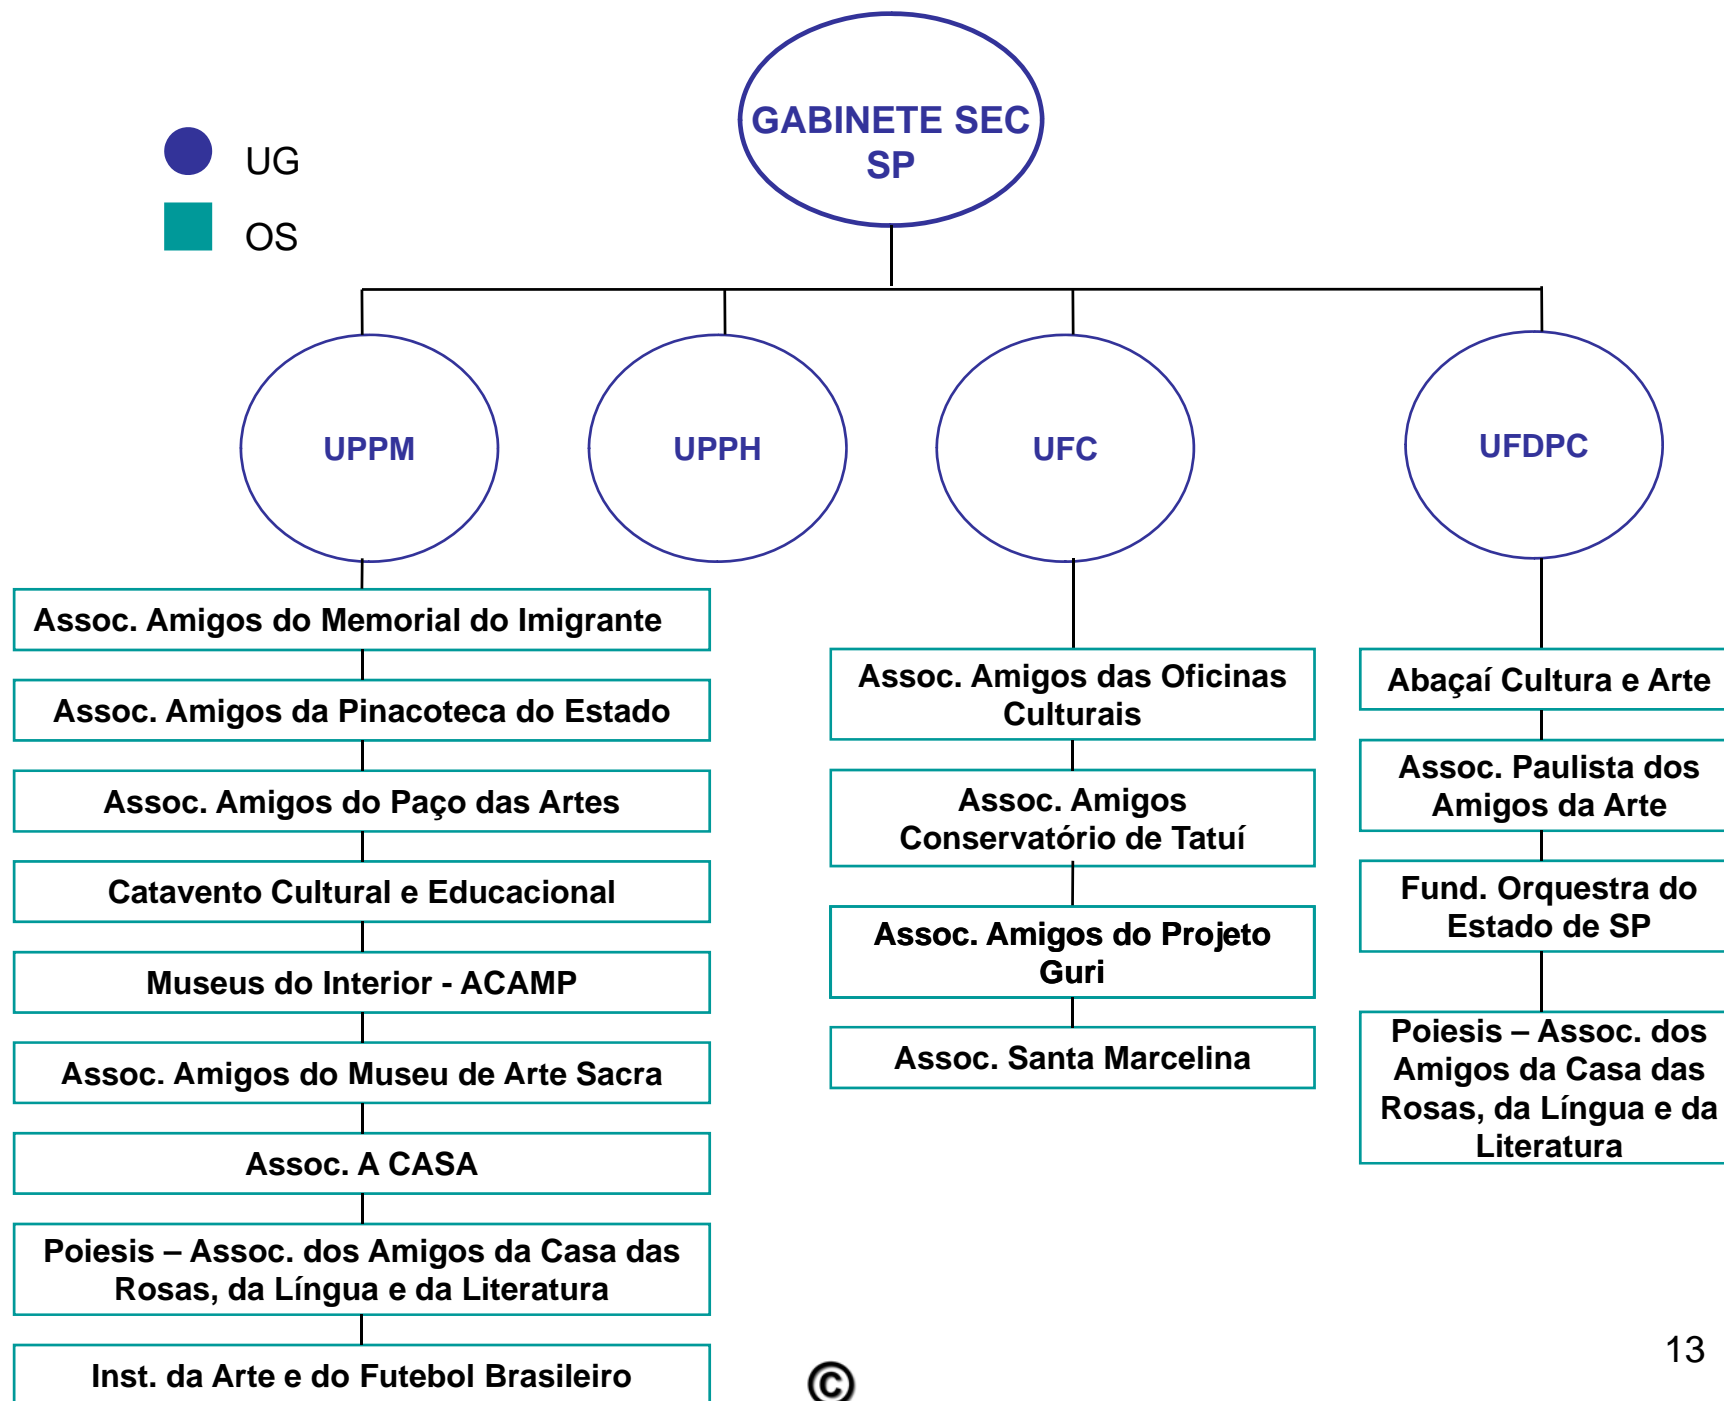 GABINETE SEC
SP
UG
OS
UPPM
UPPH
UFC
UFDPC
Assoc. Amigos do Memorial do Imigrante
Assoc. Amigos da Pinacoteca do Estado
Assoc. Amigos do Paço das Artes
Catavento Cultural e Educacional
Museus do Interior - ACAMP
Assoc. Amigos do Museu de Arte Sacra
Assoc. A CASA
Poiesis – Assoc. dos Amigos da Casa das
Rosas, da Língua e da Literatura
Inst. da Arte e do Futebol Brasileiro
Assoc. Amigos das Oficinas
Culturais
Assoc. Amigos
Conservatório de Tatuí
Assoc. Amigos do Projeto
Guri
Assoc. Santa Marcelina
Abaçaí Cultura e Arte
Assoc. Paulista dos
Amigos da Arte
Fund. Orquestra do
Estado de SP
Poiesis – Assoc. dos
Amigos da Casa das
Rosas, da Língua e da
Literatura
©
13